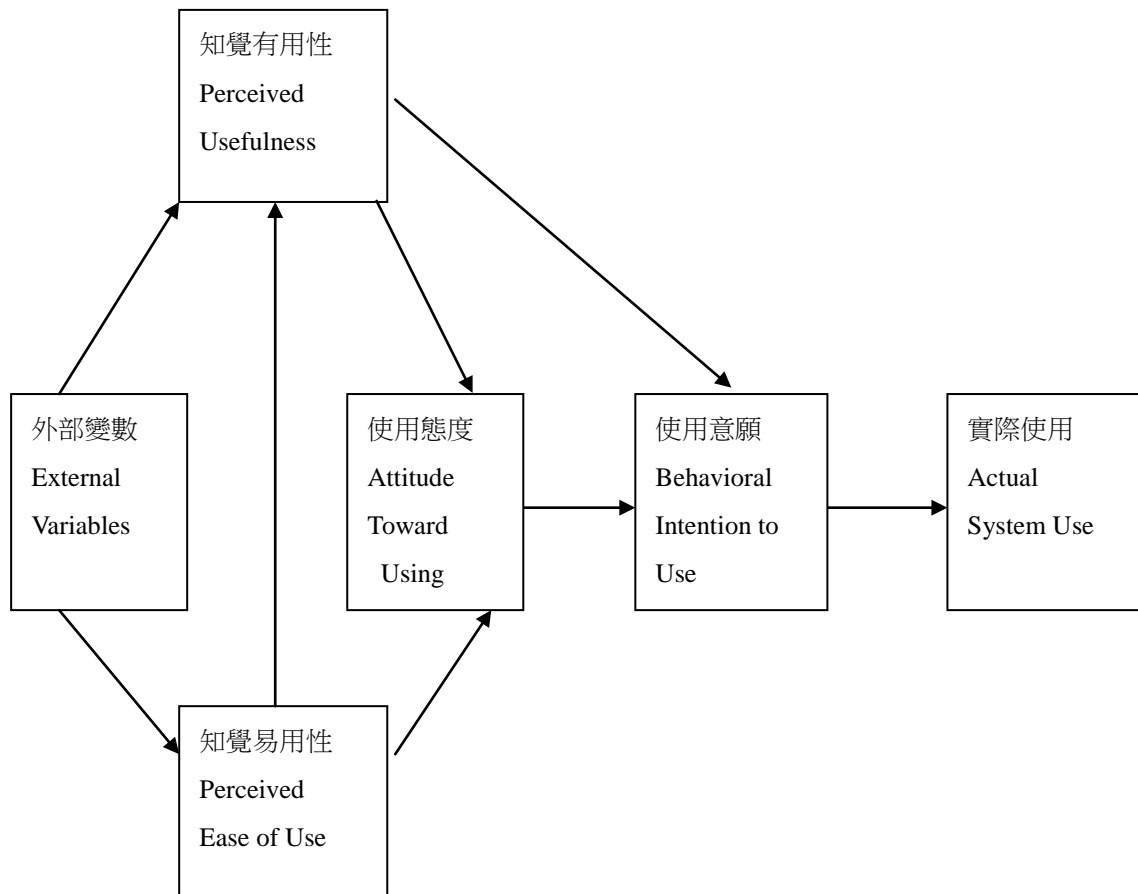 知覺有用性
Perceived
Usefulness
外部變數
External
Variables
使用態度
Attitude
Toward
Using
使用意願
Behavioral
Intention to
Use
實際使用
Actual
System Use
知覺易用性
Perceived
Ease of Use